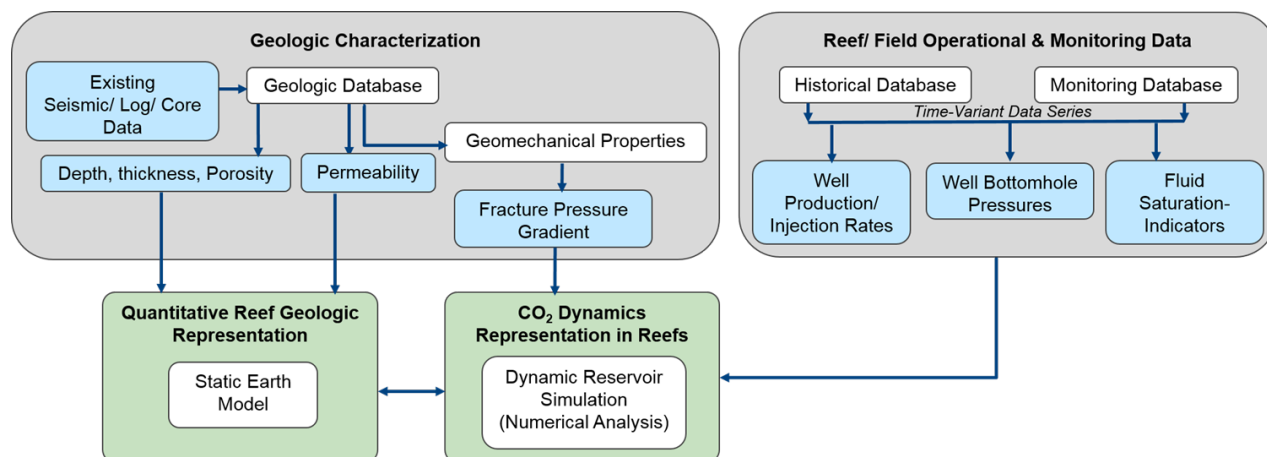 Geologic Characterization
Existing
Seismic/ Log/ Core
Data
Geologic Database
Geomechanical Properties
Depth, thickness, Porosity
Permeability
Fracture Pressure
Gradient
Reef/ Field Operational & Monitoring Data
Historical Database
Monitoring Database
Time-Variant Data Series
Well
Production/
Injection Rates
Well Bottomhole
Pressures
Fluid
Saturation-
Indicators
Quantitative Reef Geologic
Representation
Static Earth
Model
CO₂ Dynamics
Representation in Reefs
Dynamic Reservoir
Simulation
(Numerical Analysis)